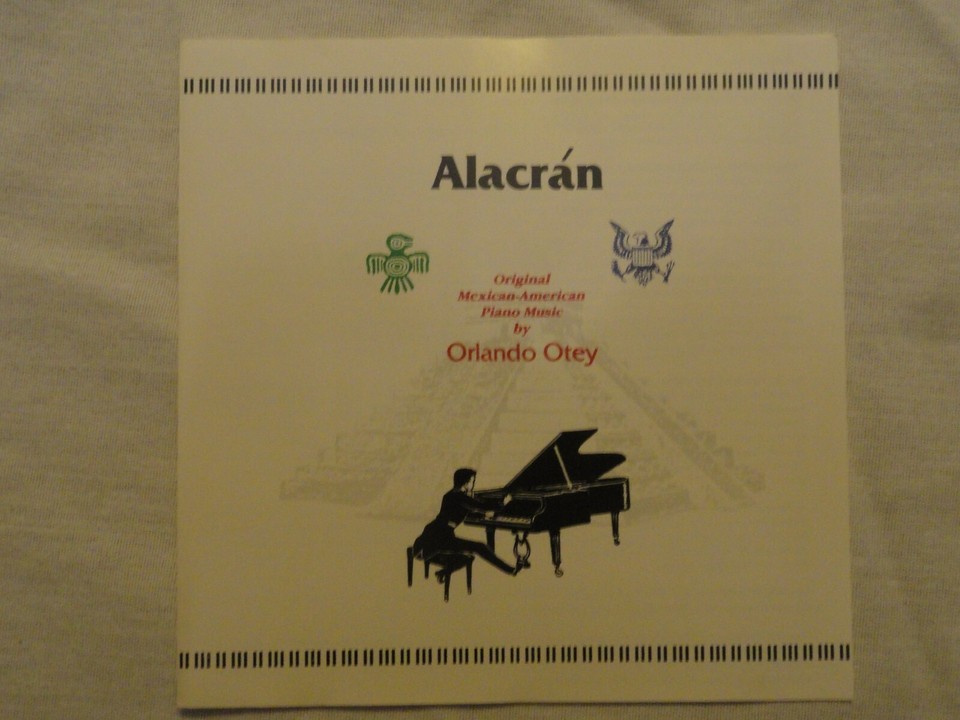 Alacrán
Original
Mexican-American
Piano Music
by
Orlando Otey